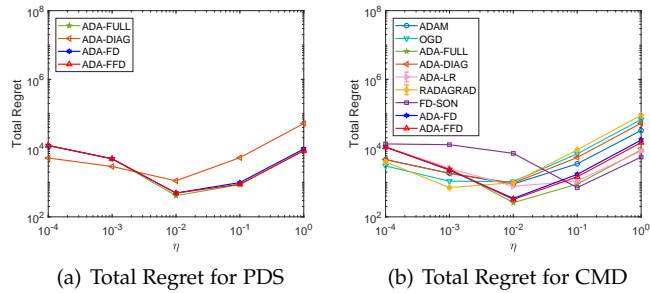 ADA-FULL
ADA-DIAG
ADA-FD
ADA-FFD
Total Regret
10^8
10^6
10^4
10^2
10^-4
10^-3
10^-2
10^-1
10^0
η
(a) Total Regret for PDS
ADAM
OGD
ADA-FULL
ADA-DIAG
ADA-LR
RADAGRAD
FD-SON
ADA-FD
ADA-FFD
Total Regret
10^8
10^6
10^4
10^2
10^-4
10^-3
10^-2
10^-1
10^0
η
(b) Total Regret for CMD